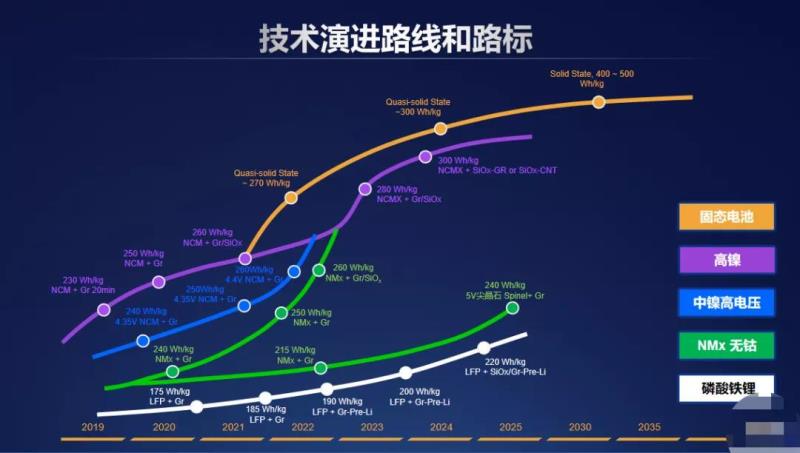 技术演进路线和路标
Solid State, 400 ~ 500
Wh/kg
Quasi-solid State
~300 Wh/kg
300 Wh/kg
NCMX + SiOx-GR or SiOx-CNT
Quasi-solid State
~ 270 Wh/kg
280 Wh/kg
NCMX + Gr/SiOx
260 Wh/kg
NCM + Gr/SiOx
250 Wh/kg
NCM + Gr
230 Wh/kg
NCM + Gr 20min
260Wh/kg
4.4V NCM + Gr
260 Wh/kg
NMx + Gr/SiOx
250Wh/kg
4.35V NCM + Gr
240 Wh/kg
4.35V NCM + Gr
250 Wh/kg
NMx + Gr
240 Wh/kg
5V尖晶石 Spinel+ Gr
240 Wh/kg
NMx + Gr
215 Wh/kg
NMx + Gr
220 Wh/kg
LFP + SiOx/Gr-Pre-Li
175 Wh/kg
LFP + Gr
185 Wh/kg
LFP + Gr
190 Wh/kg
LFP + Gr-Pre-Li
200 Wh/kg
LFP + Gr-Pre-Li
固态电池
高镍
中镍高电压
NMx 无钴
磷酸铁锂
2019 2020 2021 2022 2024 2025 2030 2035